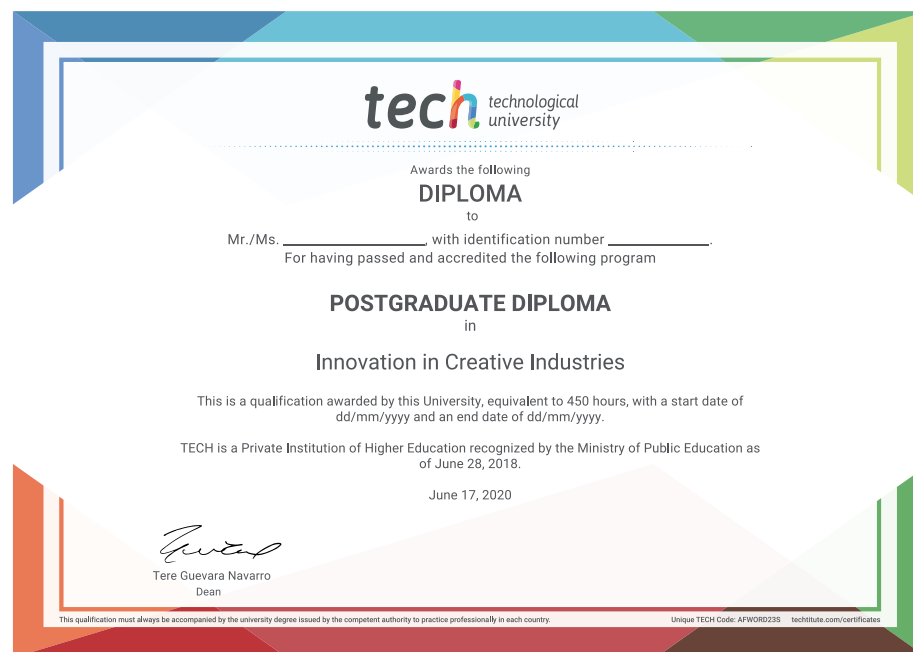 tech technological
university
Awards the following
DIPLOMA
to
Mr./Ms. ____________________, with identification number ______________.
For having passed and accredited the following program
POSTGRADUATE DIPLOMA
in
Innovation in Creative Industries
This is a qualification awarded by this University, equivalent to 450 hours, with a start date of
dd/mm/yyyy and an end date of dd/mm/yyyy.
TECH is a Private Institution of Higher Education recognized by the Ministry of Public Education as
of June 28, 2018.
June 17, 2020
Tere Guevara Navarro
Dean
This qualification must always be accompanied by the university degree issued by the competent authority to practice professionally in each country.
Unique TECH Code: AFWORD23S techtitute.com/certificates